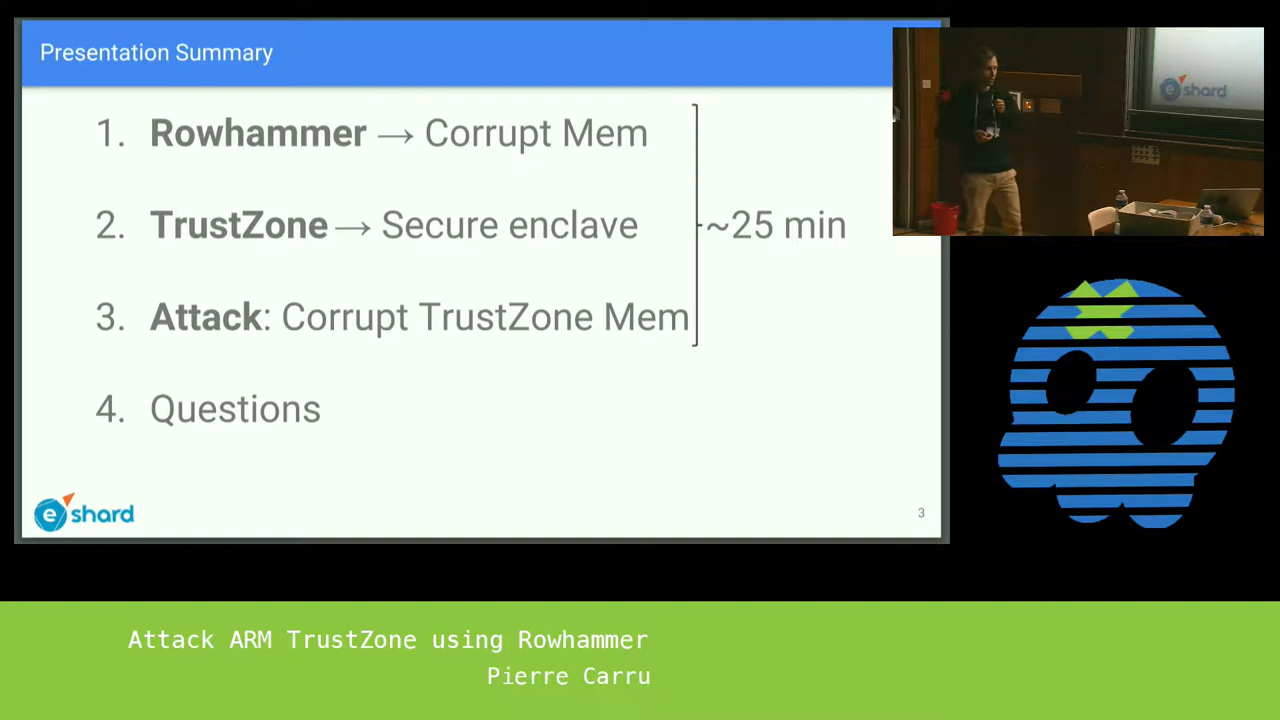 Presentation Summary
1. Rowhammer → Corrupt Mem
2. TrustZone → Secure enclave
~25 min
3. Attack: Corrupt TrustZone Mem
4. Questions
eshard
3
eshard
Attack ARM TrustZone using Rowhammer
Pierre Carru